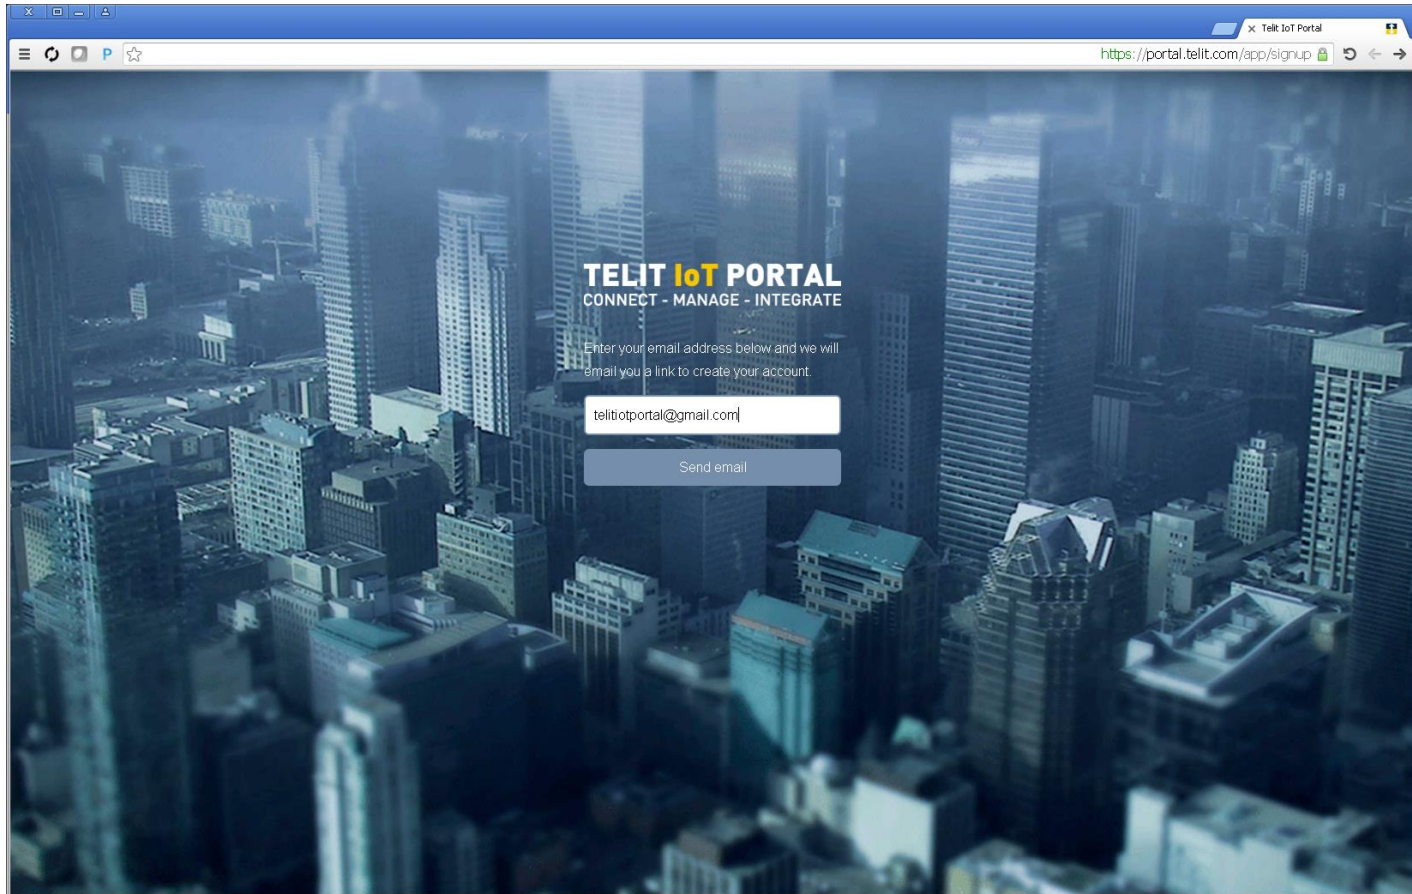 Telit IoT Portal
https://portal.telit.com/app/signup
TELIT IoT PORTAL
CONNECT - MANAGE - INTEGRATE
Enter your email address below and we will
email you a link to create your account.
telitiotportal@gmail.com
Send email